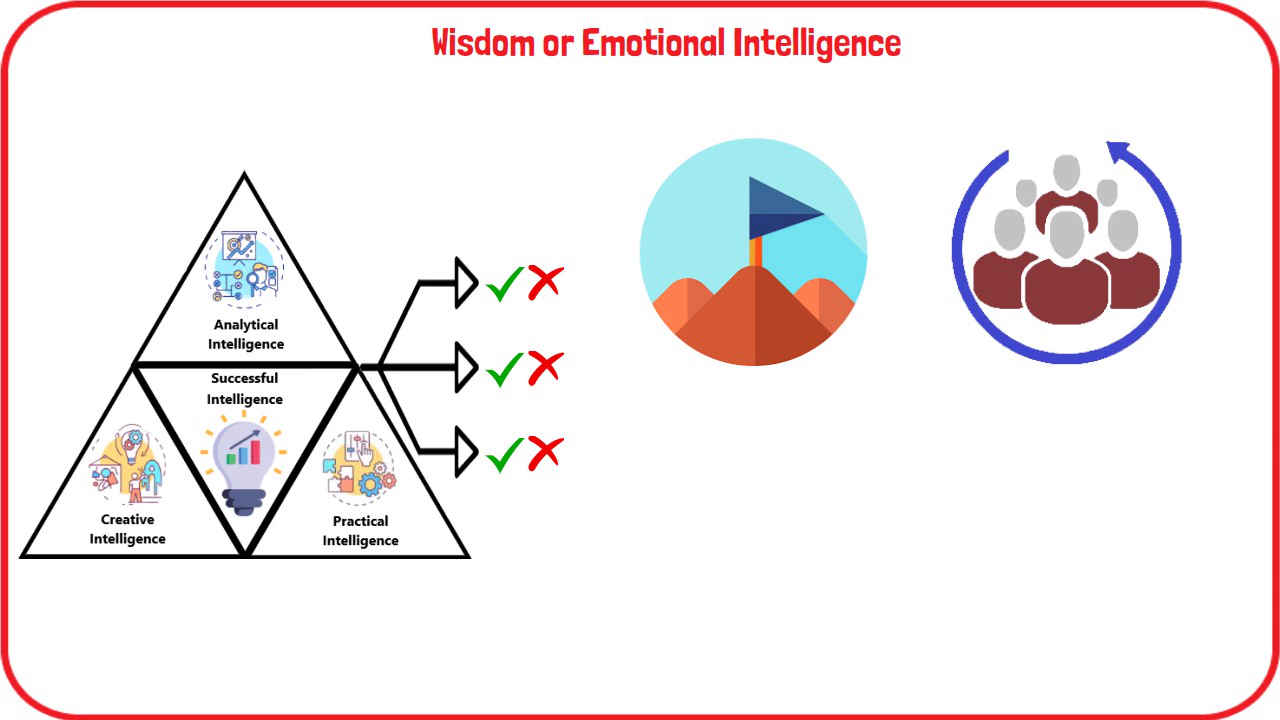 Wisdom or Emotional Intelligence
Analytical
Intelligence
Successful
Intelligence
Creative
Intelligence
Practical
Intelligence